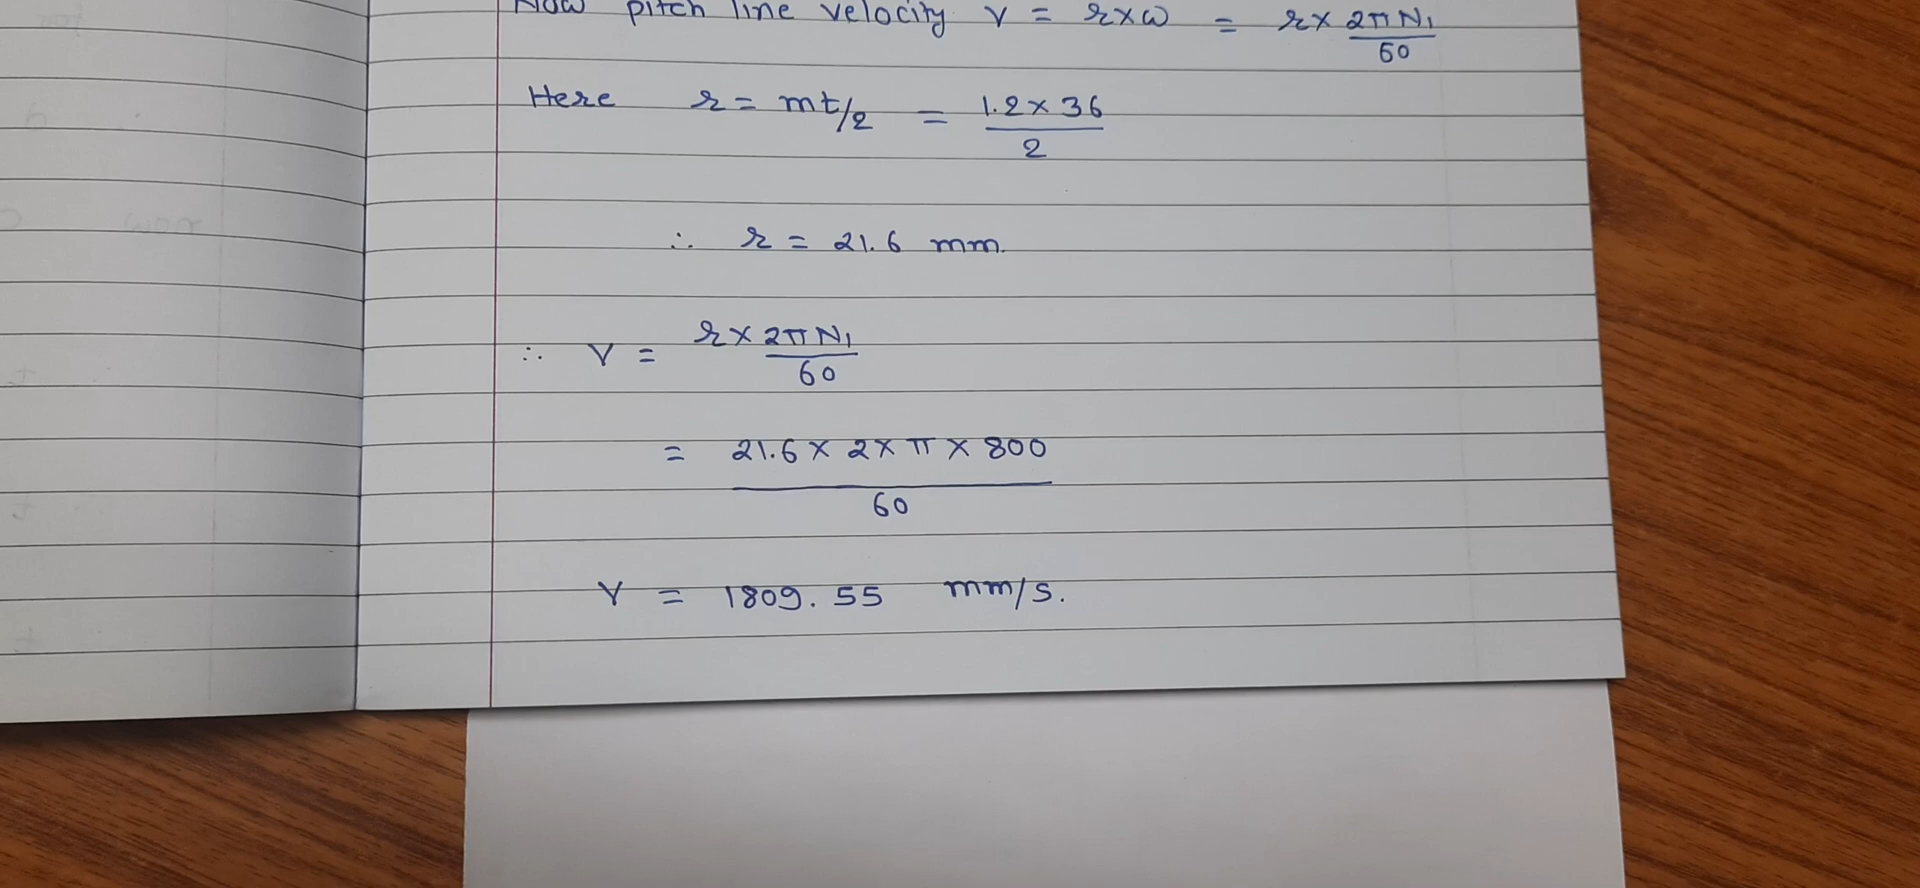 Now pitch line velocity v = r×ω = r× 2πN₁/60
Here r = mt/2 = 1.2×36/2
∴ r = 21.6 mm.
∴ v = r× 2πN₁/60
= 21.6 × 2×π × 800/60
v = 1809.55 mm/s.